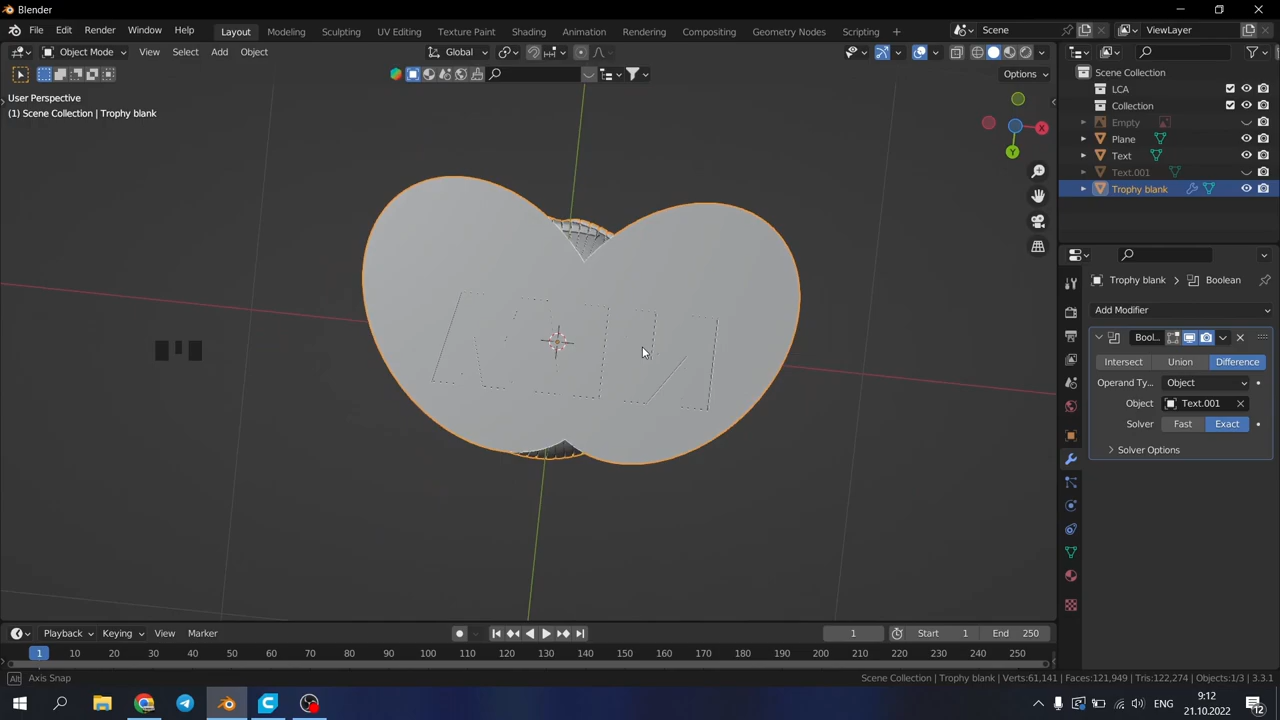 Blender
File Edit Render Window Help Layout Modeling Sculpting UV Editing Texture Paint Shading Animation Rendering Compositing Geometry Nodes Scripting + Scene ViewLayer
Object Mode View Select Add Object Global
Options
User Perspective
(1) Scene Collection | Trophy blank
X
Y
Scene Collection
LCA
Collection
Empty
Plane
Text
Text.001
Trophy blank
Trophy blank > Boolean
Add Modifier
Bool...
Intersect Union Difference
Operand Ty... Object
Object Text.001
Solver Fast Exact
Solver Options
Playback Keying View Marker 1 Start 1 End 250
1 10 20 30 40 50 60 70 80 90 100 110 120 130 140 150 160 170 180 190 200 210 220 230 240 250
Alt Axis Snap Scene Collection | Trophy blank | Verts:61,141 | Faces:121,949 | Tris:122,274 | Objects:1/3 | 3.3.1
ENG 9:12 21.10.2022 12